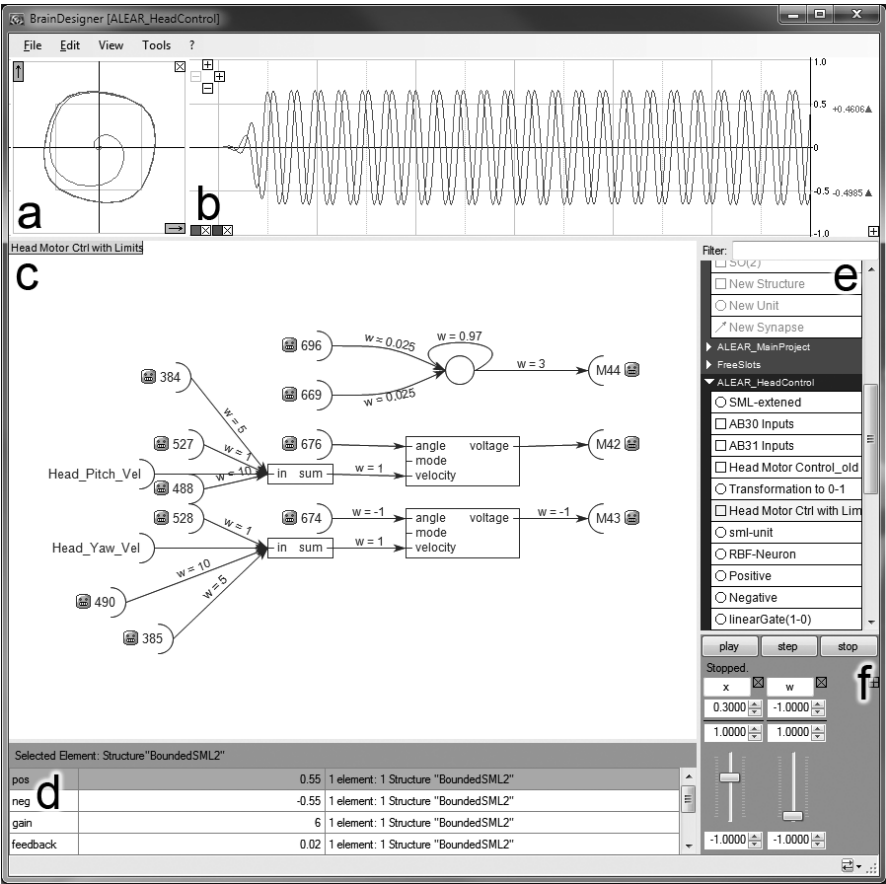 BrainDesigner [ALEAR_HeadControl]
File Edit View Tools ?
a
b
1.0
0.5
+0.4606
0
-0.5
-0.4985
-1.0
Head Motor Ctrl with Limits
c
696
w = 0.025
w = 0.97
w = 3
M44
669
w = 0.025
384
w = 5
527
w = 1
Head_Pitch_Vel
w = 10
488
in sum
w = 1
676
angle voltage
mode
velocity
M42
528
w = 1
Head_Yaw_Vel
w = 10
490
w = 5
385
in sum
w = 1
674
w = -1
angle voltage
mode
velocity
w = -1
M43
Filter:
e
SO(2)
New Structure
New Unit
New Synapse
ALEAR_MainProject
FreeSlots
ALEAR_HeadControl
SML-extened
AB30 Inputs
AB31 Inputs
Head Motor Control_old
Transformation to 0-1
Head Motor Ctrl with Lim
sml-unit
RBF-Neuron
Positive
Negative
linearGate(1-0)
play step stop
Stopped.
f
x w
0.3000 -1.0000
1.0000 1.0000
-1.0000 -1.0000
Selected Element: Structure"BoundedSML2"
d
pos 0.55 1 element: 1 Structure "BoundedSML2"
neg -0.55 1 element: 1 Structure "BoundedSML2"
gain 6 1 element: 1 Structure "BoundedSML2"
feedback 0.02 1 element: 1 Structure "BoundedSML2"